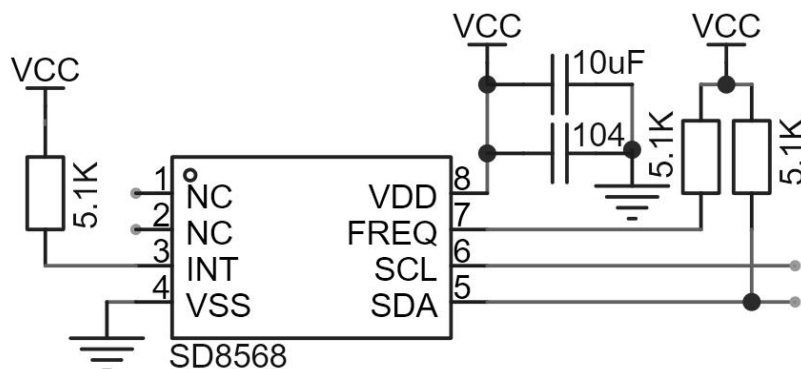 VCC
5.1K
1 NC
2 NC
3 INT
4 VSS
VDD 8
FREQ 7
SCL 6
SDA 5
SD8568
VCC
10uF
104
VCC
5.1K
5.1K